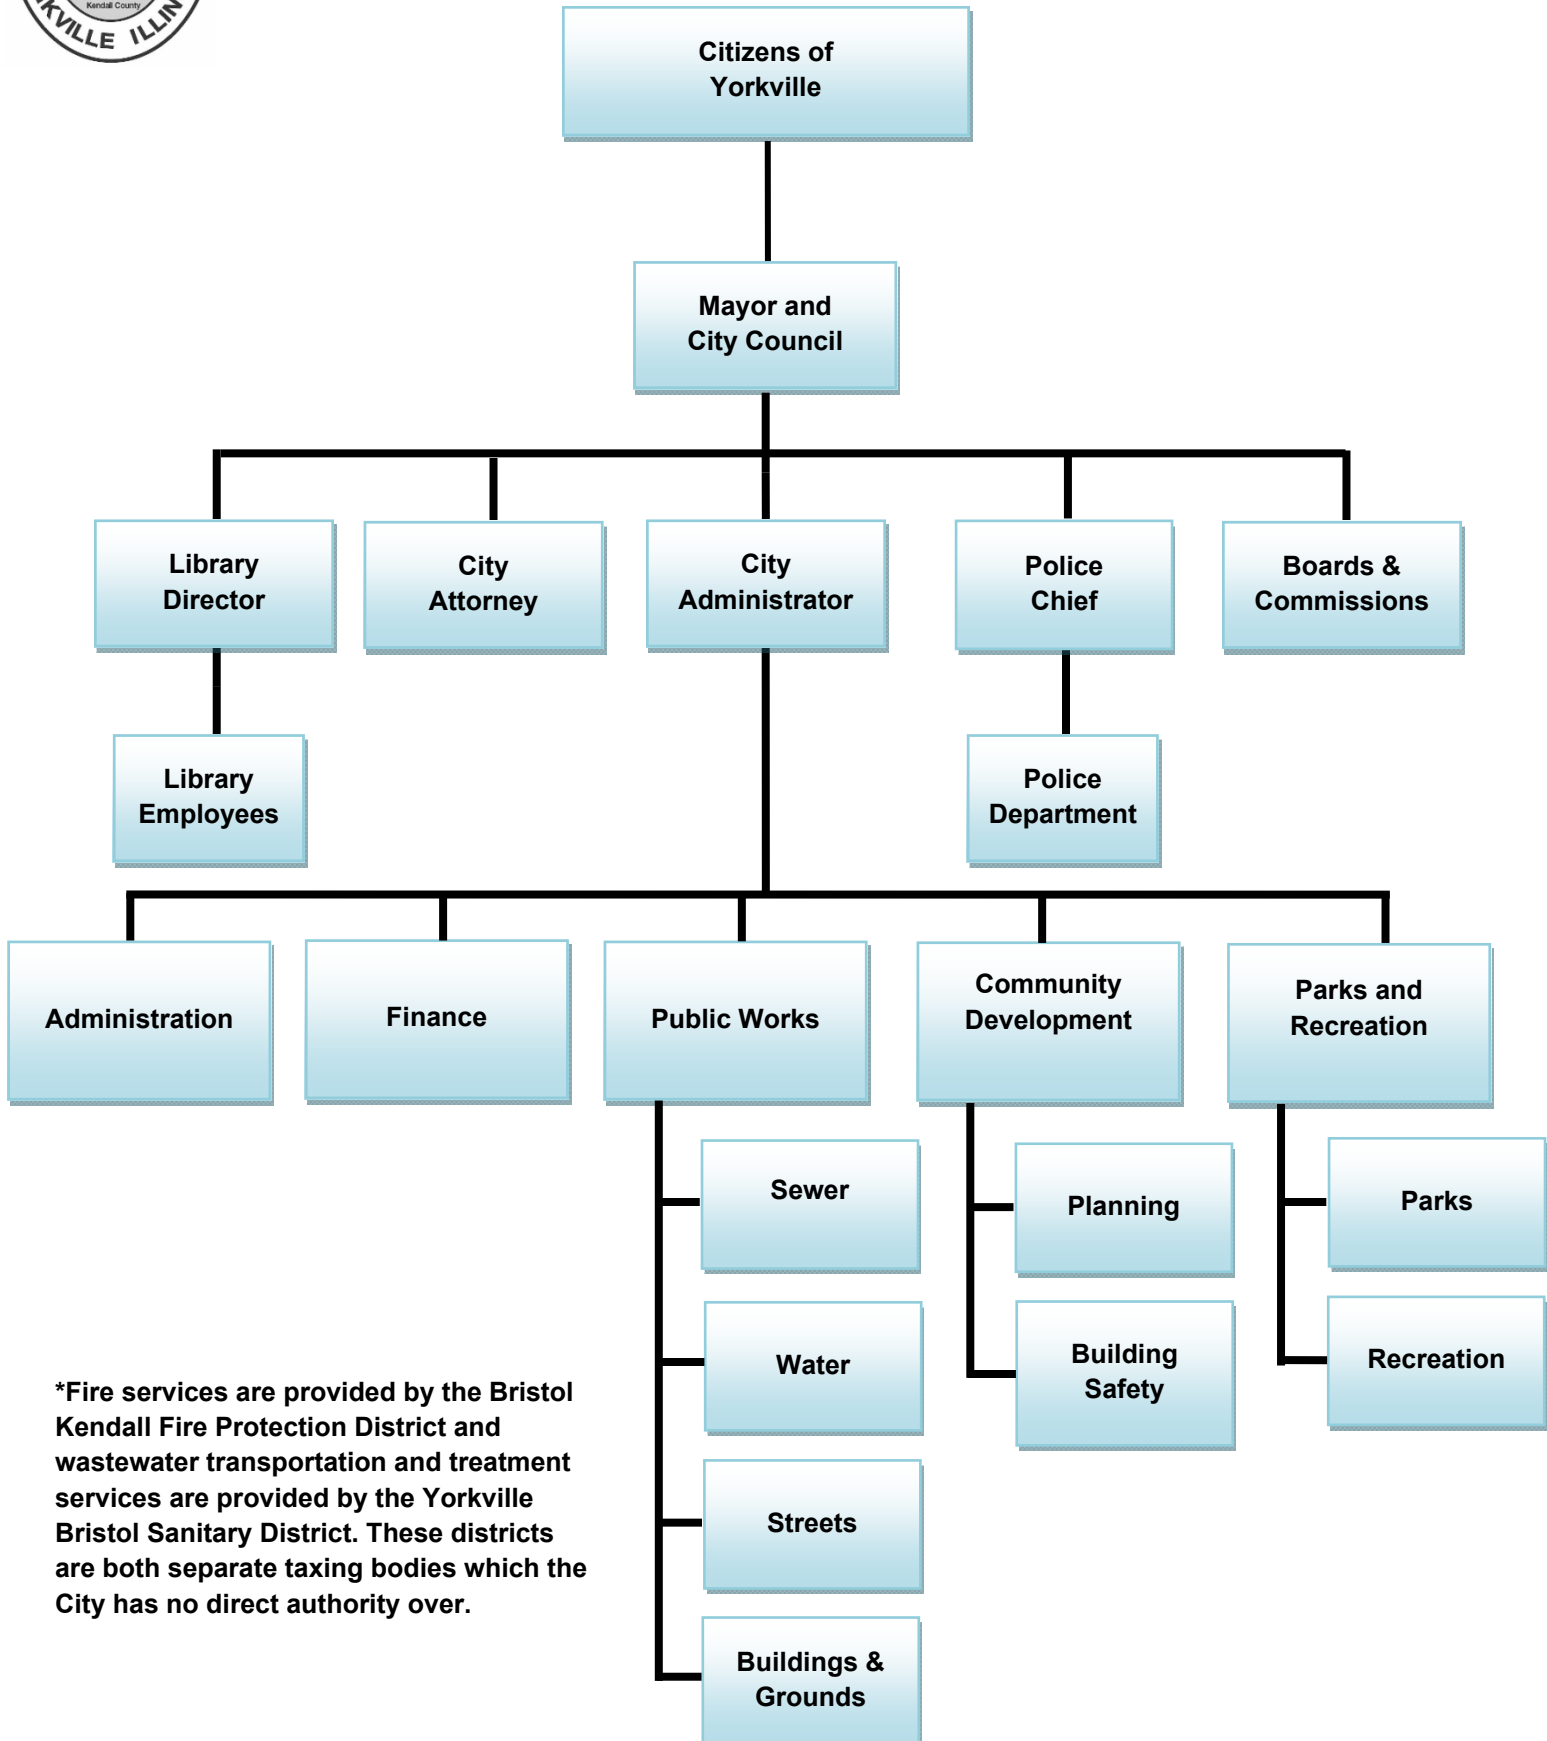 Kendall County
VILLE ILLIN
Citizens of
Yorkville
Mayor and
City Council
Library
Director
City
Attorney
City
Administrator
Police
Chief
Boards &
Commissions
Library
Employees
Police
Department
Administration
Finance
Public Works
Community
Development
Parks and
Recreation
Sewer
Planning
Parks
Water
Building
Safety
Recreation
Streets
Buildings &
Grounds
*Fire services are provided by the Bristol
Kendall Fire Protection District and
wastewater transportation and treatment
services are provided by the Yorkville
Bristol Sanitary District. These districts
are both separate taxing bodies which the
City has no direct authority over.